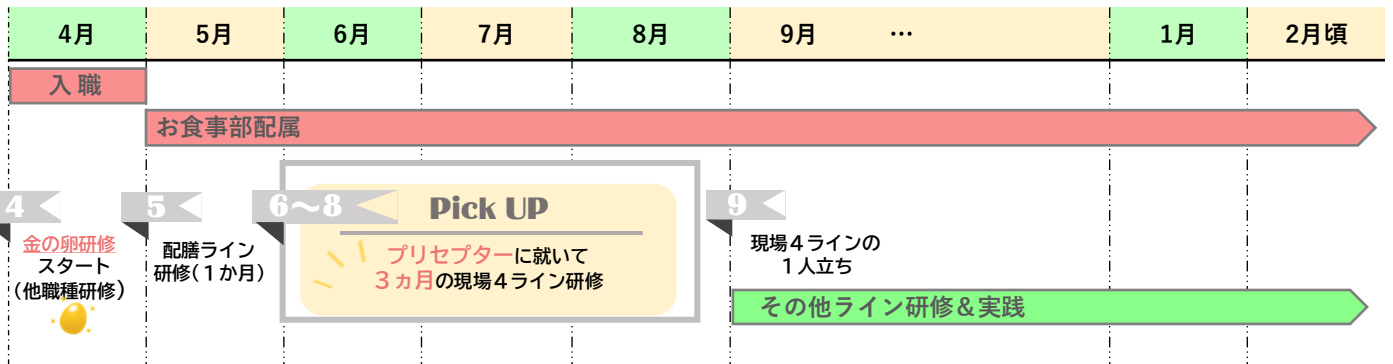 4月 5月 6月 7月 8月 9月 … 1月 2月頃
入職
お食事部配属
4
金の卵研修
スタート
(他職種研修)
5
配膳ライン
研修(1か月)
6～8
Pick UP
プリセプターに就いて
３ヵ月の現場４ライン研修
9
現場４ラインの
１人立ち
その他ライン研修＆実践